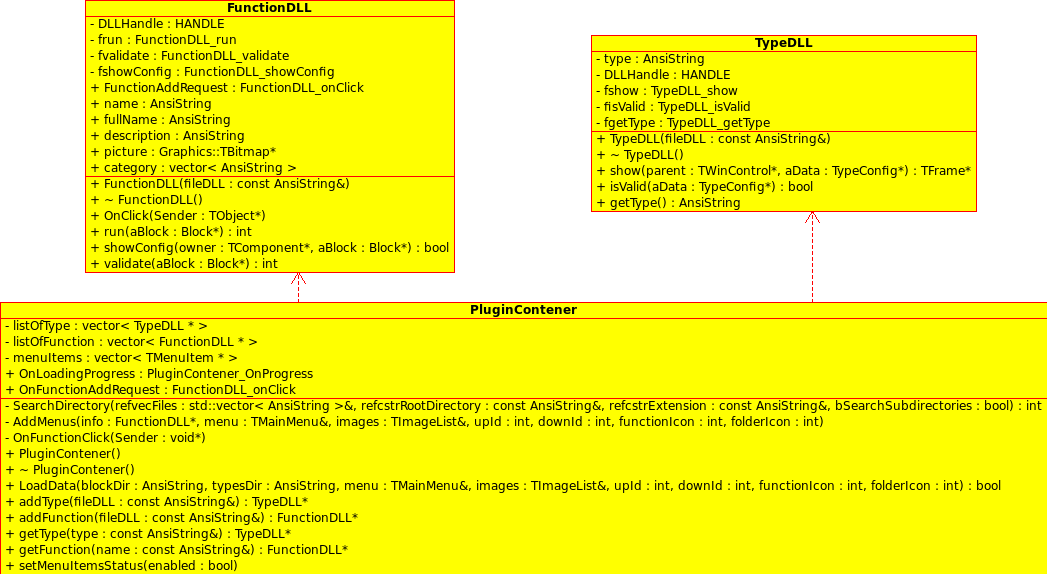 FunctionDLL
- DLLHandle : HANDLE
- frun : FunctionDLL_run
- fvalidate : FunctionDLL_validate
- fshowConfig : FunctionDLL_showConfig
+ FunctionAddRequest : FunctionDLL_onClick
+ name : AnsiString
+ fullName : AnsiString
+ description : AnsiString
+ picture : Graphics::TBitmap*
+ category : vector< AnsiString >
+ FunctionDLL(fileDLL : const AnsiString&)
+ ~ FunctionDLL()
+ OnClick(Sender : TObject*)
+ run(aBlock : Block*) : int
+ showConfig(owner : TComponent*, aBlock : Block*) : bool
+ validate(aBlock : Block*) : int
TypeDLL
- type : AnsiString
- DLLHandle : HANDLE
- fshow : TypeDLL_show
- fisValid : TypeDLL_isValid
- fgetType : TypeDLL_getType
+ TypeDLL(fileDLL : const AnsiString&)
+ ~ TypeDLL()
+ show(parent : TWinControl*, aData : TypeConfig*) : TFrame*
+ isValid(aData : TypeConfig*) : bool
+ getType() : AnsiString
PluginContener
- listOfType : vector< TypeDLL * >
- listOfFunction : vector< FunctionDLL * >
- menuItems : vector< TMenuItem * >
+ OnLoadingProgress : PluginContener_OnProgress
+ OnFunctionAddRequest : FunctionDLL_onClick
- SearchDirectory(refvecFiles : std::vector< AnsiString >&, refcstrRootDirectory : const AnsiString&, refcstrExtension : const AnsiString&, bSearchSubdirectories : bool) : int
- AddMenus(info : FunctionDLL*, menu : TMainMenu&, images : TImageList&, upId : int, downId : int, functionIcon : int, folderIcon : int)
- OnFunctionClick(Sender : void*)
+ PluginContener()
+ ~ PluginContener()
+ LoadData(blockDir : AnsiString, typesDir : AnsiString, menu : TMainMenu&, images : TImageList&, upId : int, downId : int, functionIcon : int, folderIcon : int) : bool
+ addType(fileDLL : const AnsiString&) : TypeDLL*
+ addFunction(fileDLL : const AnsiString&) : FunctionDLL*
+ getType(type : const AnsiString&) : TypeDLL*
+ getFunction(name : const AnsiString&) : FunctionDLL*
+ setMenuItemsStatus(enabled : bool)